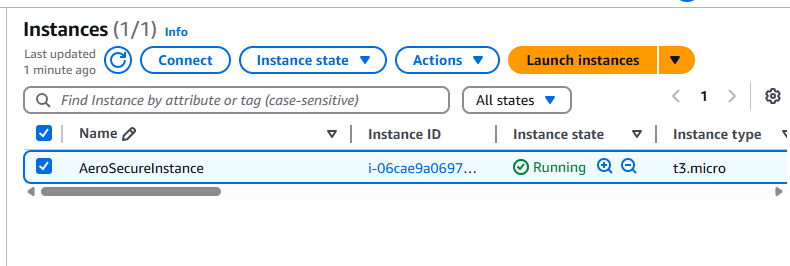 Instances (1/1) Info
Last updated
1 minute ago
Connect Instance state Actions Launch instances
Find Instance by attribute or tag (case-sensitive) All states 1
Name Instance ID Instance state Instance type
AeroSecureInstance i-06cae9a0697… Running t3.micro